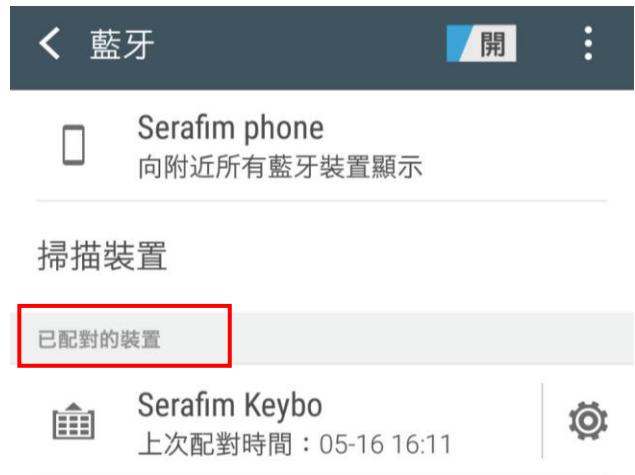 藍牙 開
Serafim phone
向附近所有藍牙裝置顯示
掃描裝置
已配對的裝置
Serafim Keybo
上次配對時間：05-16 16:11